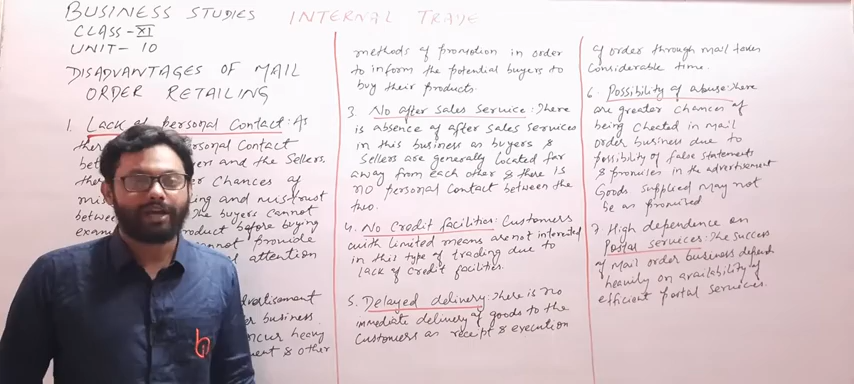 BUSINESS STUDIES
INTERNAL TRADE
CLASS-XI
UNIT-10
DISADVANTAGES OF MAIL
ORDER RETAILING
1. Lack of personal contact: As
there personal contact
and the Sellers.
chances of
and mistrust
The buyers cannot
product before buying
cannot provide
attention
advertisement
business
incur heavy
& other
methods of promotion in order
to inform the potential buyers to
buy their products.
3. No after sales service: There
is absence of after sales services
in this business as buyers &
Sellers are generally located far
away from each other & there is
no personal contact between the
two.
4. No Credit facilities: Customers
with limited means are not interested
in this type of trading due to
lack of credit facilities.
5. Delayed delivery: There is no
immediate delivery of goods to the
Customers as receipt & execution
of order through mail takes
considerable time.
6. Possibility of abuse: There
are greater chances of
being cheated in mail
order business due to
possibility of false statements
& promises in the advertisement
Goods supplied may not
be as promised
7. High dependence on
Postal services: The success
of Mail order business depends
heavily on availability of
efficient postal services.